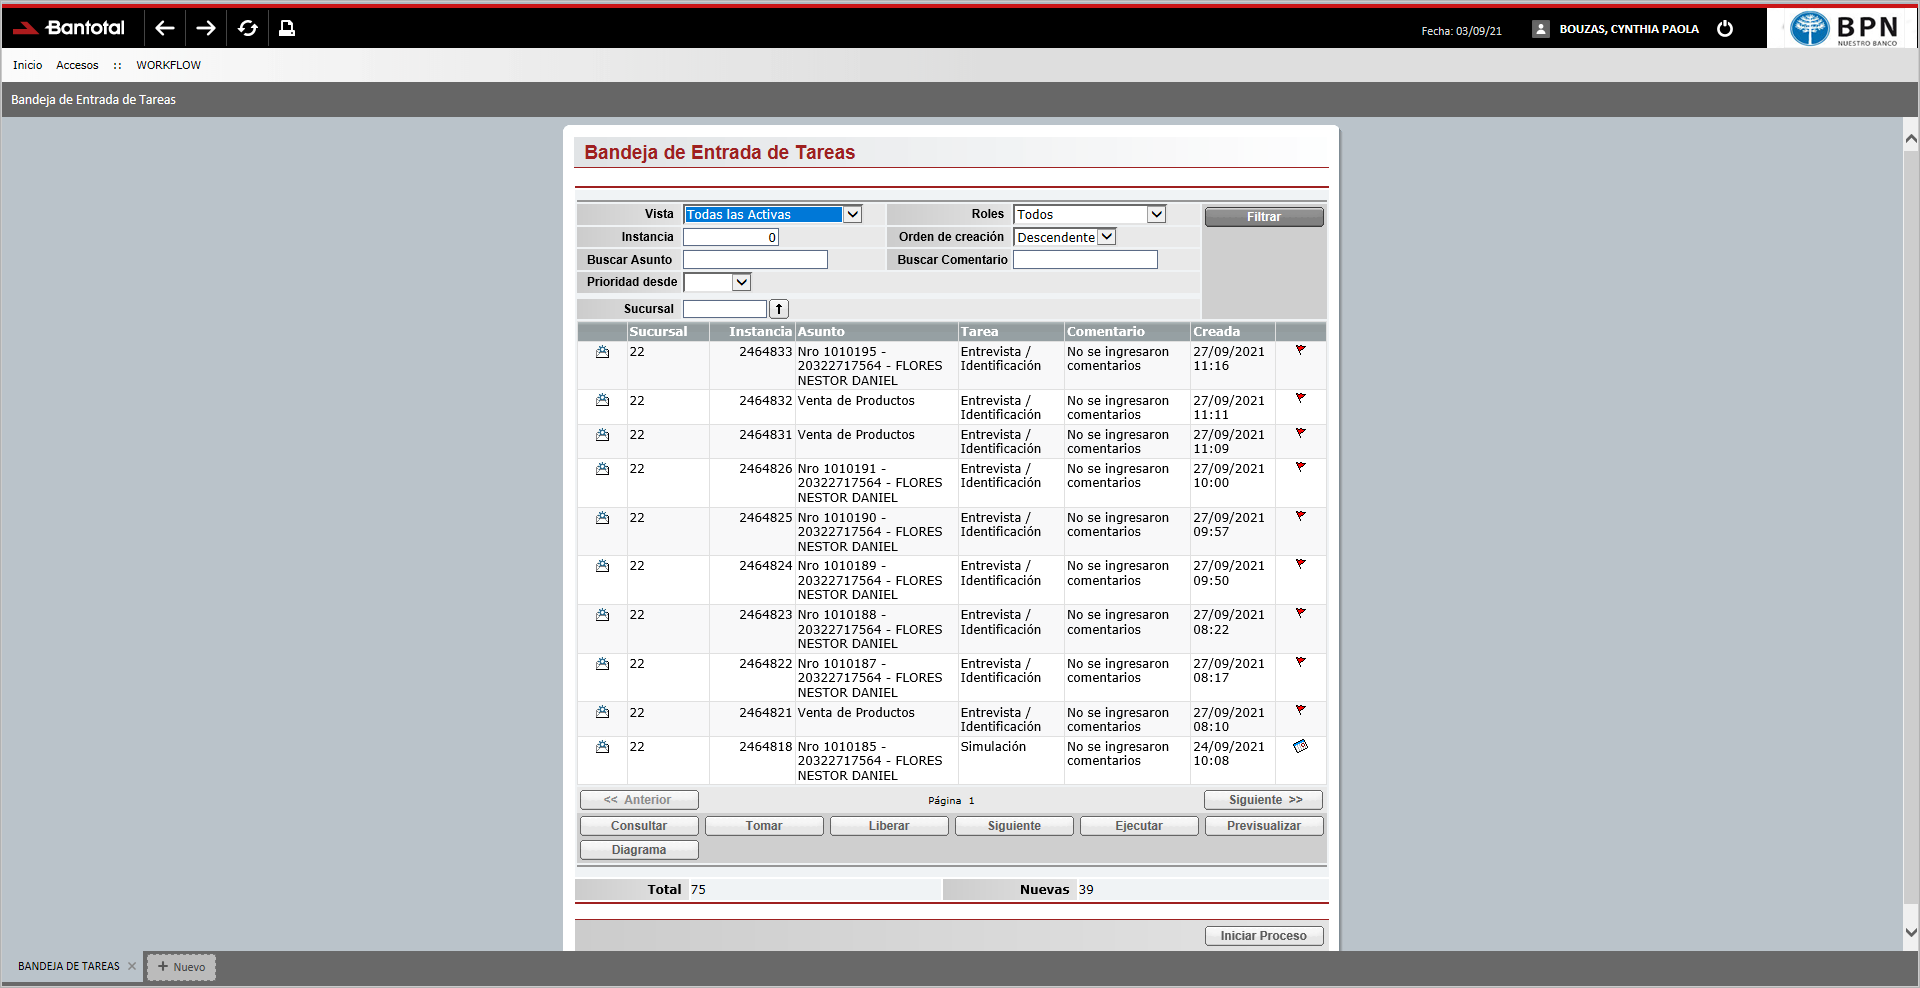 Bantotal
Fecha: 03/09/21
BOUZAS, CYNTHIA PAOLA
BPN
NUESTRO BANCO
Inicio Accesos :: WORKFLOW
Bandeja de Entrada de Tareas
Bandeja de Entrada de Tareas
Vista Todas las Activas Roles Todos Filtrar
Instancia 0 Orden de creación Descendente
Buscar Asunto Buscar Comentario
Prioridad desde
Sucursal
Sucursal Instancia Asunto Tarea Comentario Creada
22 2464833 Nro 1010195 - Entrevista / No se ingresaron 27/09/2021
20322717564 - FLORES Identificación comentarios 11:16
NESTOR DANIEL
22 2464832 Venta de Productos Entrevista / No se ingresaron 27/09/2021
Identificación comentarios 11:11
22 2464831 Venta de Productos Entrevista / No se ingresaron 27/09/2021
Identificación comentarios 11:09
22 2464826 Nro 1010191 - Entrevista / No se ingresaron 27/09/2021
20322717564 - FLORES Identificación comentarios 10:00
NESTOR DANIEL
22 2464825 Nro 1010190 - Entrevista / No se ingresaron 27/09/2021
20322717564 - FLORES Identificación comentarios 09:57
NESTOR DANIEL
22 2464824 Nro 1010189 - Entrevista / No se ingresaron 27/09/2021
20322717564 - FLORES Identificación comentarios 09:50
NESTOR DANIEL
22 2464823 Nro 1010188 - Entrevista / No se ingresaron 27/09/2021
20322717564 - FLORES Identificación comentarios 08:22
NESTOR DANIEL
22 2464822 Nro 1010187 - Entrevista / No se ingresaron 27/09/2021
20322717564 - FLORES Identificación comentarios 08:17
NESTOR DANIEL
22 2464821 Venta de Productos Entrevista / No se ingresaron 27/09/2021
Identificación comentarios 08:10
22 2464818 Nro 1010185 - Simulación No se ingresaron 24/09/2021
20322717564 - FLORES comentarios 10:08
NESTOR DANIEL
<< Anterior Página 1 Siguiente >>
Consultar Tomar Liberar Siguiente Ejecutar Previsualizar
Diagrama
Total 75 Nuevas 39
Iniciar Proceso
BANDEJA DE TAREAS × + Nuevo